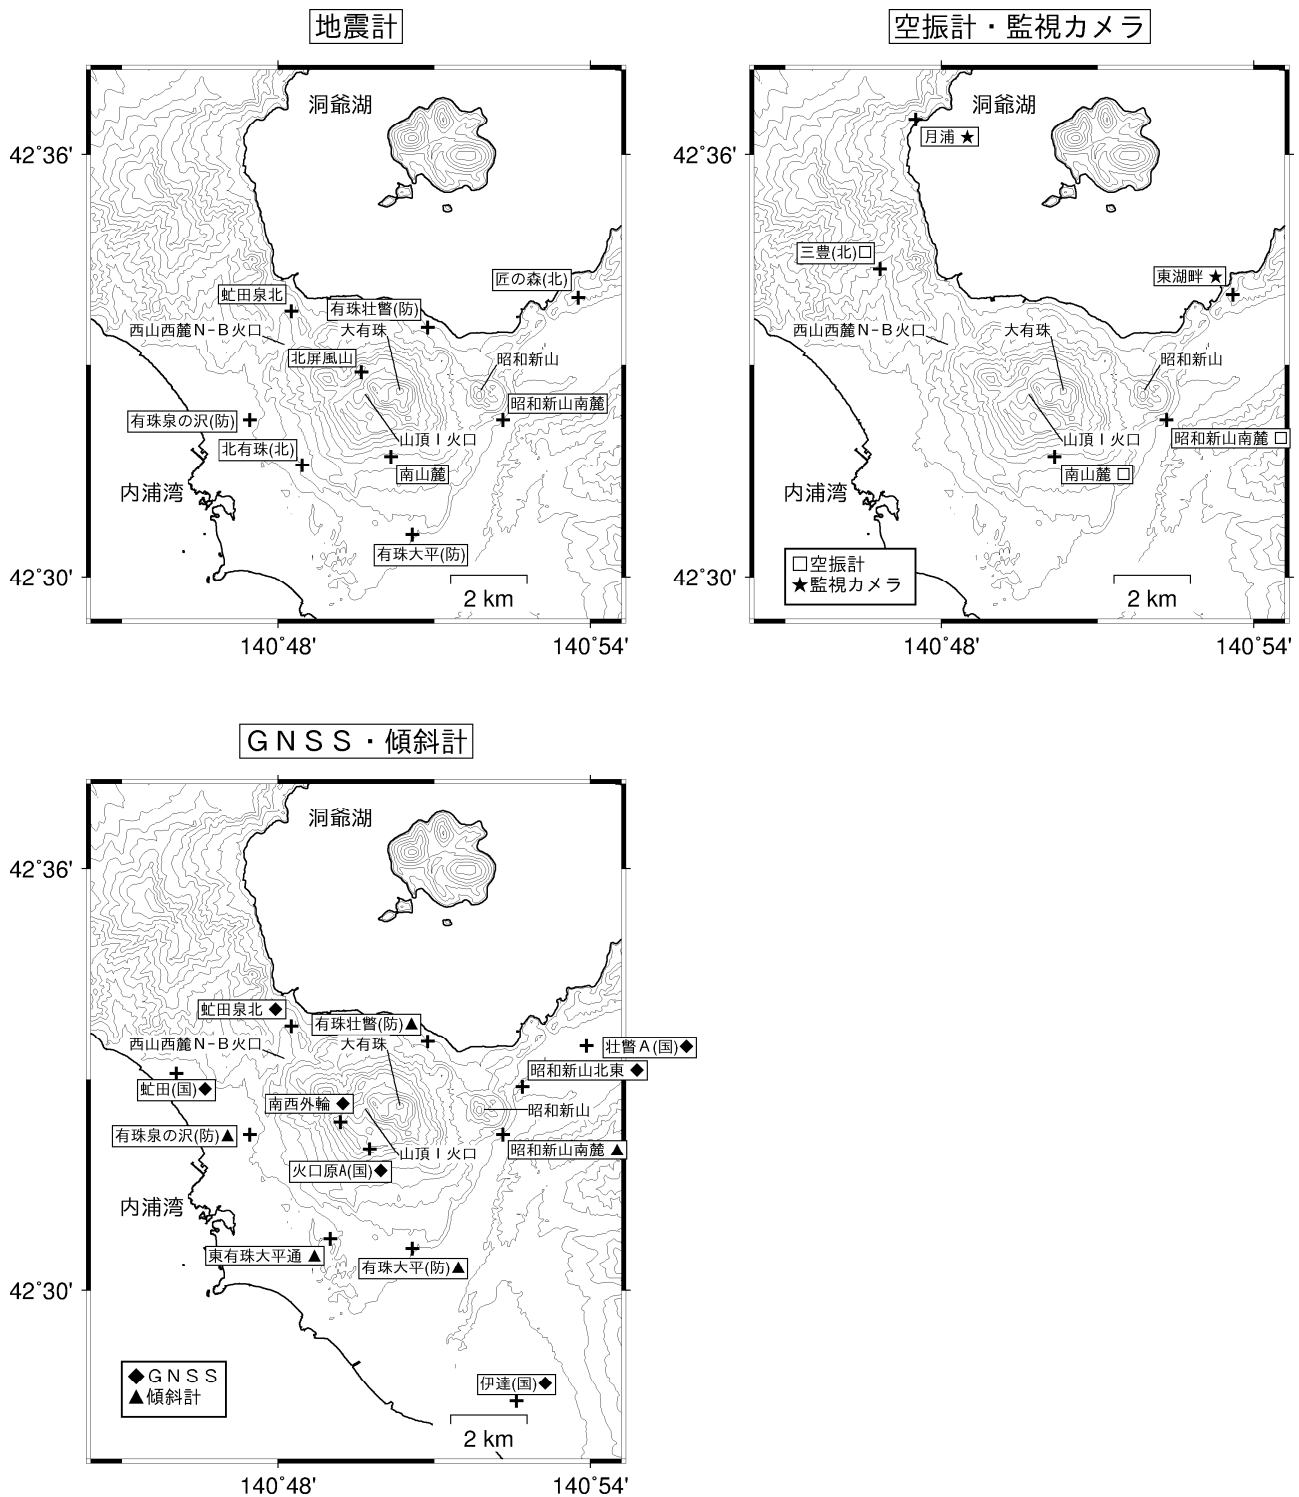 地震計
洞爺湖
42˚36'
匠の森(北)
虻田泉北
有珠壮瞥(防)
西山西麓N-B火口
大有珠
北屏風山
昭和新山
昭和新山南麓
有珠泉の沢(防)
北有珠(北)
山頂Ⅰ火口
南山麓
内浦湾
有珠大平(防)
42˚30'
2 km
140˚48'
140˚54'
空振計・監視カメラ
洞爺湖
月浦 ★
42˚36'
三豊(北)□
東湖畔 ★
西山西麓N-B火口
大有珠
昭和新山
昭和新山南麓 □
山頂Ⅰ火口
南山麓 □
内浦湾
□空振計
★監視カメラ
42˚30'
2 km
140˚48'
140˚54'
ＧＮＳＳ・傾斜計
洞爺湖
42˚36'
虻田泉北 ◆
有珠壮瞥(防)▲
西山西麓N-B火口
大有珠
壮瞥Ａ(国)◆
昭和新山北東 ◆
虻田(国)◆
南西外輪 ◆
昭和新山
有珠泉の沢(防)▲
昭和新山南麓 ▲
山頂Ⅰ火口
火口原A(国)◆
内浦湾
東有珠大平通 ▲
有珠大平(防)▲
42˚30'
◆ＧＮＳＳ
▲傾斜計
伊達(国)◆
2 km
140˚48'
140˚54'